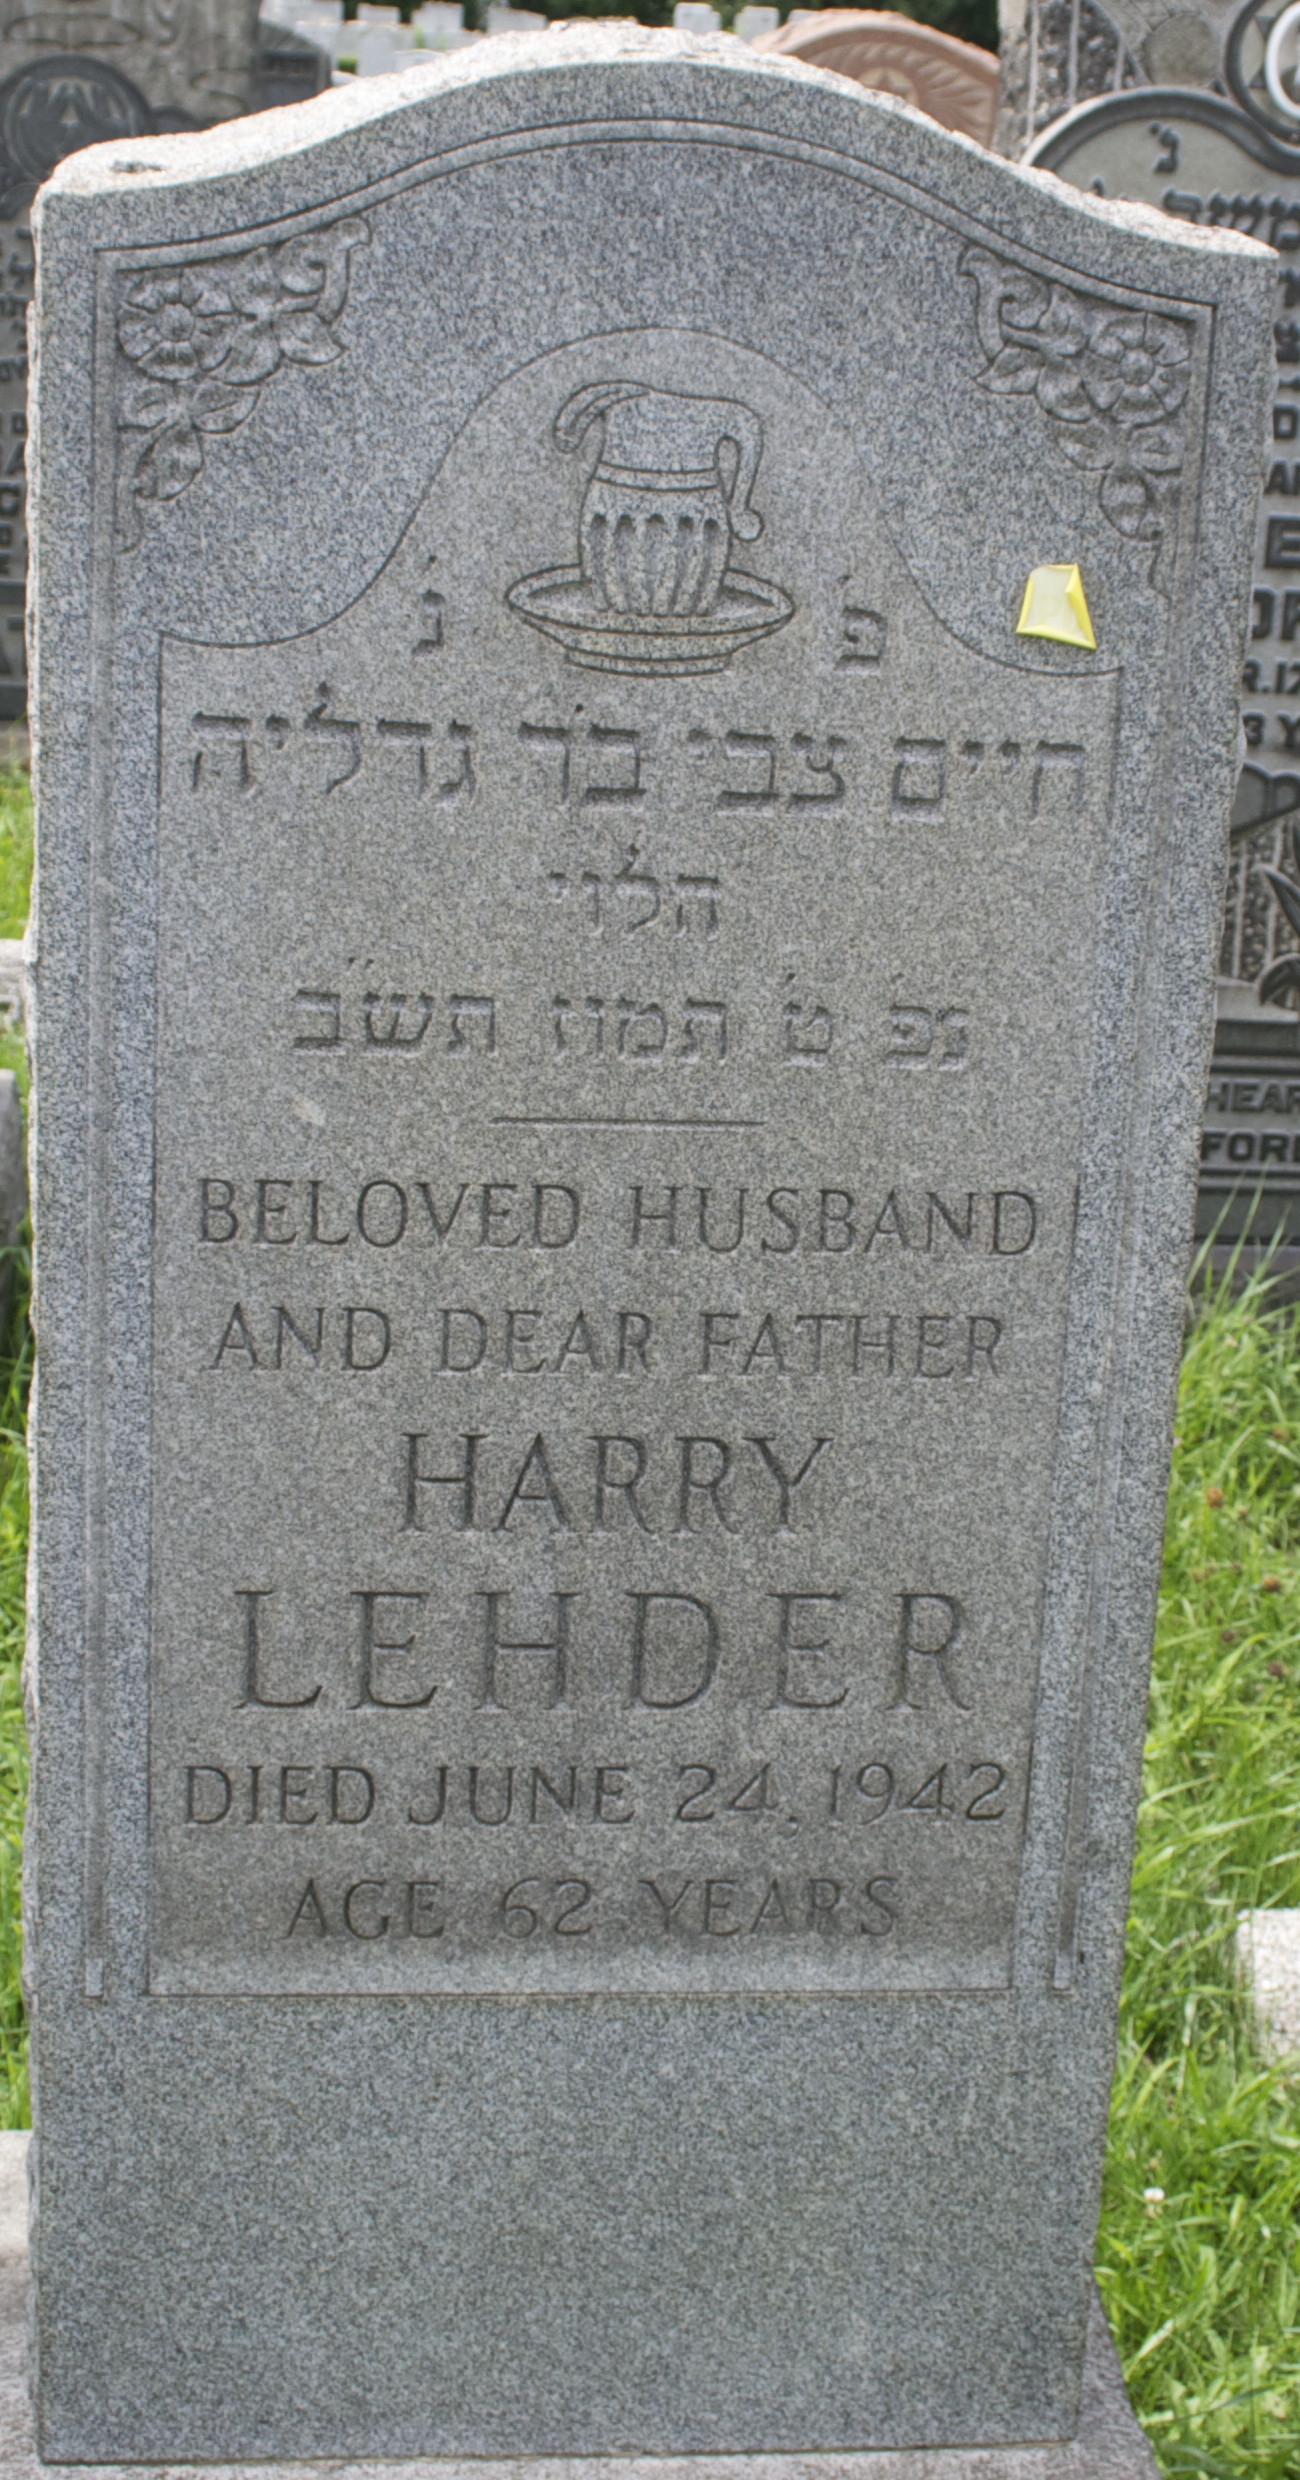 פ' נ'
חיים צבי ב'ר גדליה
הלוי
נפ' ט' תמוז תש"ב
BELOVED HUSBAND
AND DEAR FATHER
HARRY
LEHDER
DIED JUNE 24, 1942
AGE 62 YEARS
HEAR